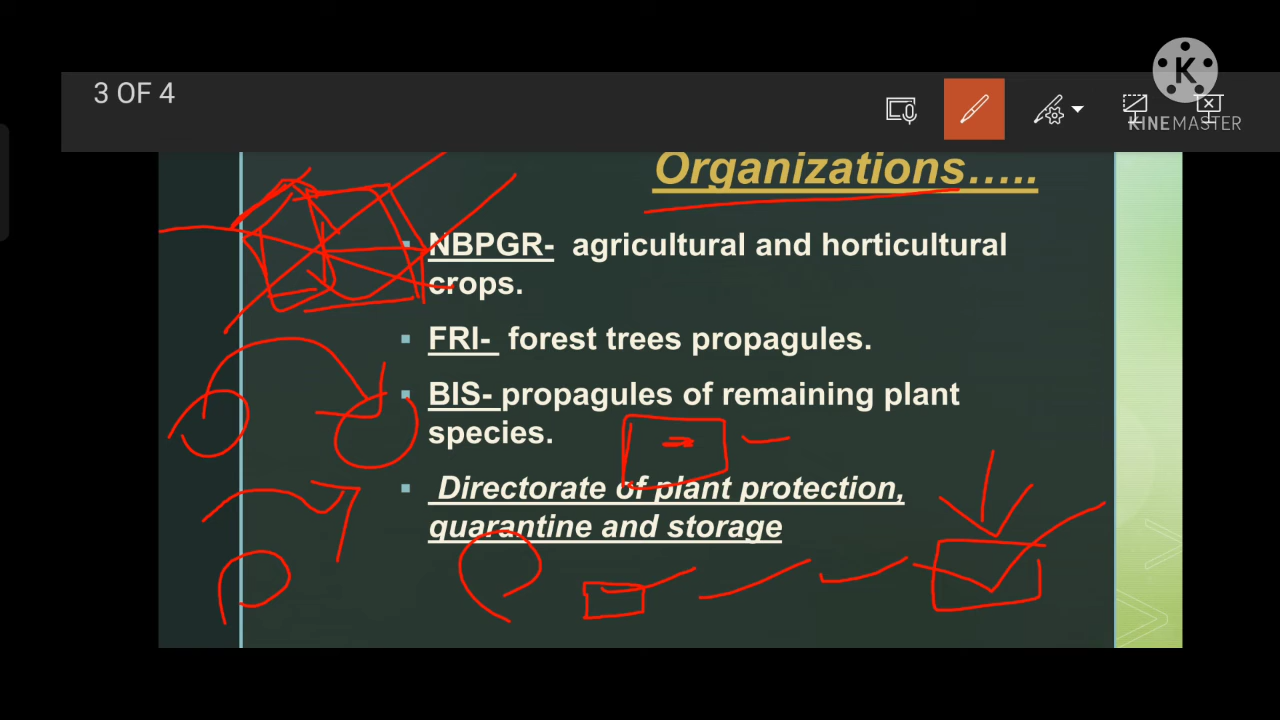 3 OF 4
K
KINEMASTER
Organizations…..
NBPGR- agricultural and horticultural
crops.
FRI- forest trees propagules.
BIS- propagules of remaining plant
species.
Directorate of plant protection,
quarantine and storage